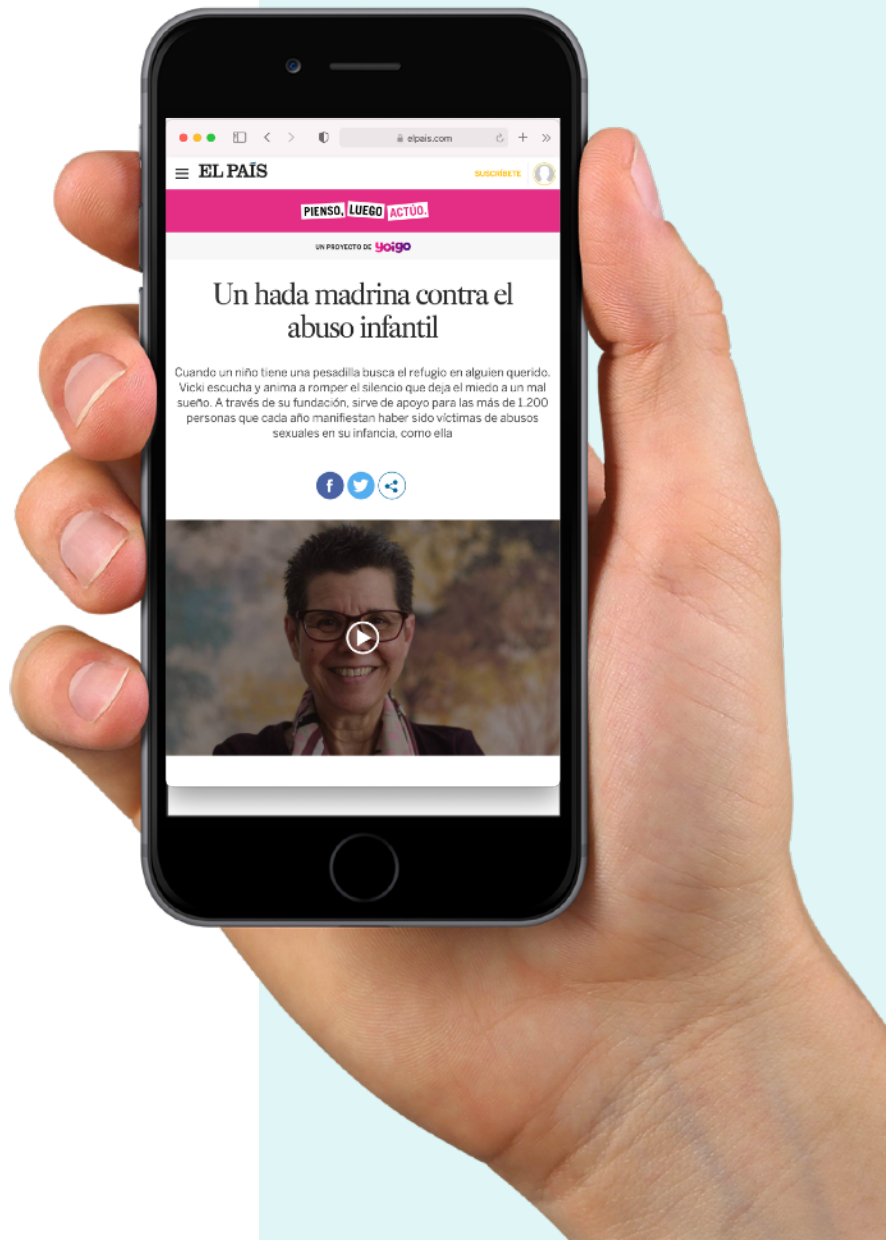 elpais.com
EL PAÍS
SUSCRÍBETE
PIENSO, LUEGO ACTÚO.
UN PROYECTO DE yoigo
Un hada madrina contra el
abuso infantil
Cuando un niño tiene una pesadilla busca el refugio en alguien querido.
Vicki escucha y anima a romper el silencio que deja el miedo a un mal
sueño. A través de su fundación, sirve de apoyo para las más de 1.200
personas que cada año manifiestan haber sido víctimas de abusos
sexuales en su infancia, como ella
f